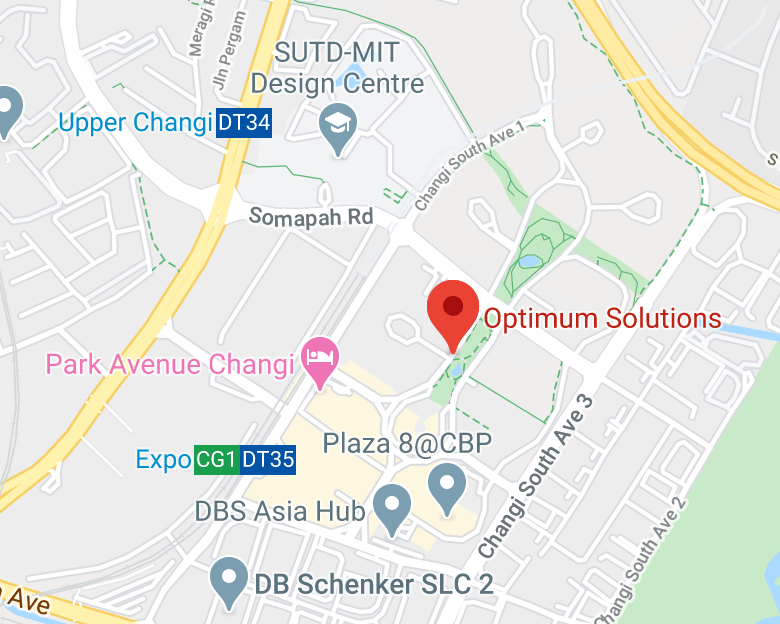 Meragi R
Jln Pergam
SUTD-MIT
Design Centre
Upper Changi DT34
Changi South Ave 1
S
Somapah Rd
Optimum Solutions
Park Avenue Changi
Changi South Ave 3
Plaza 8@CBP
Expo CG1 DT35
DBS Asia Hub
Changi South Ave 2
DB Schenker SLC 2
n Ave